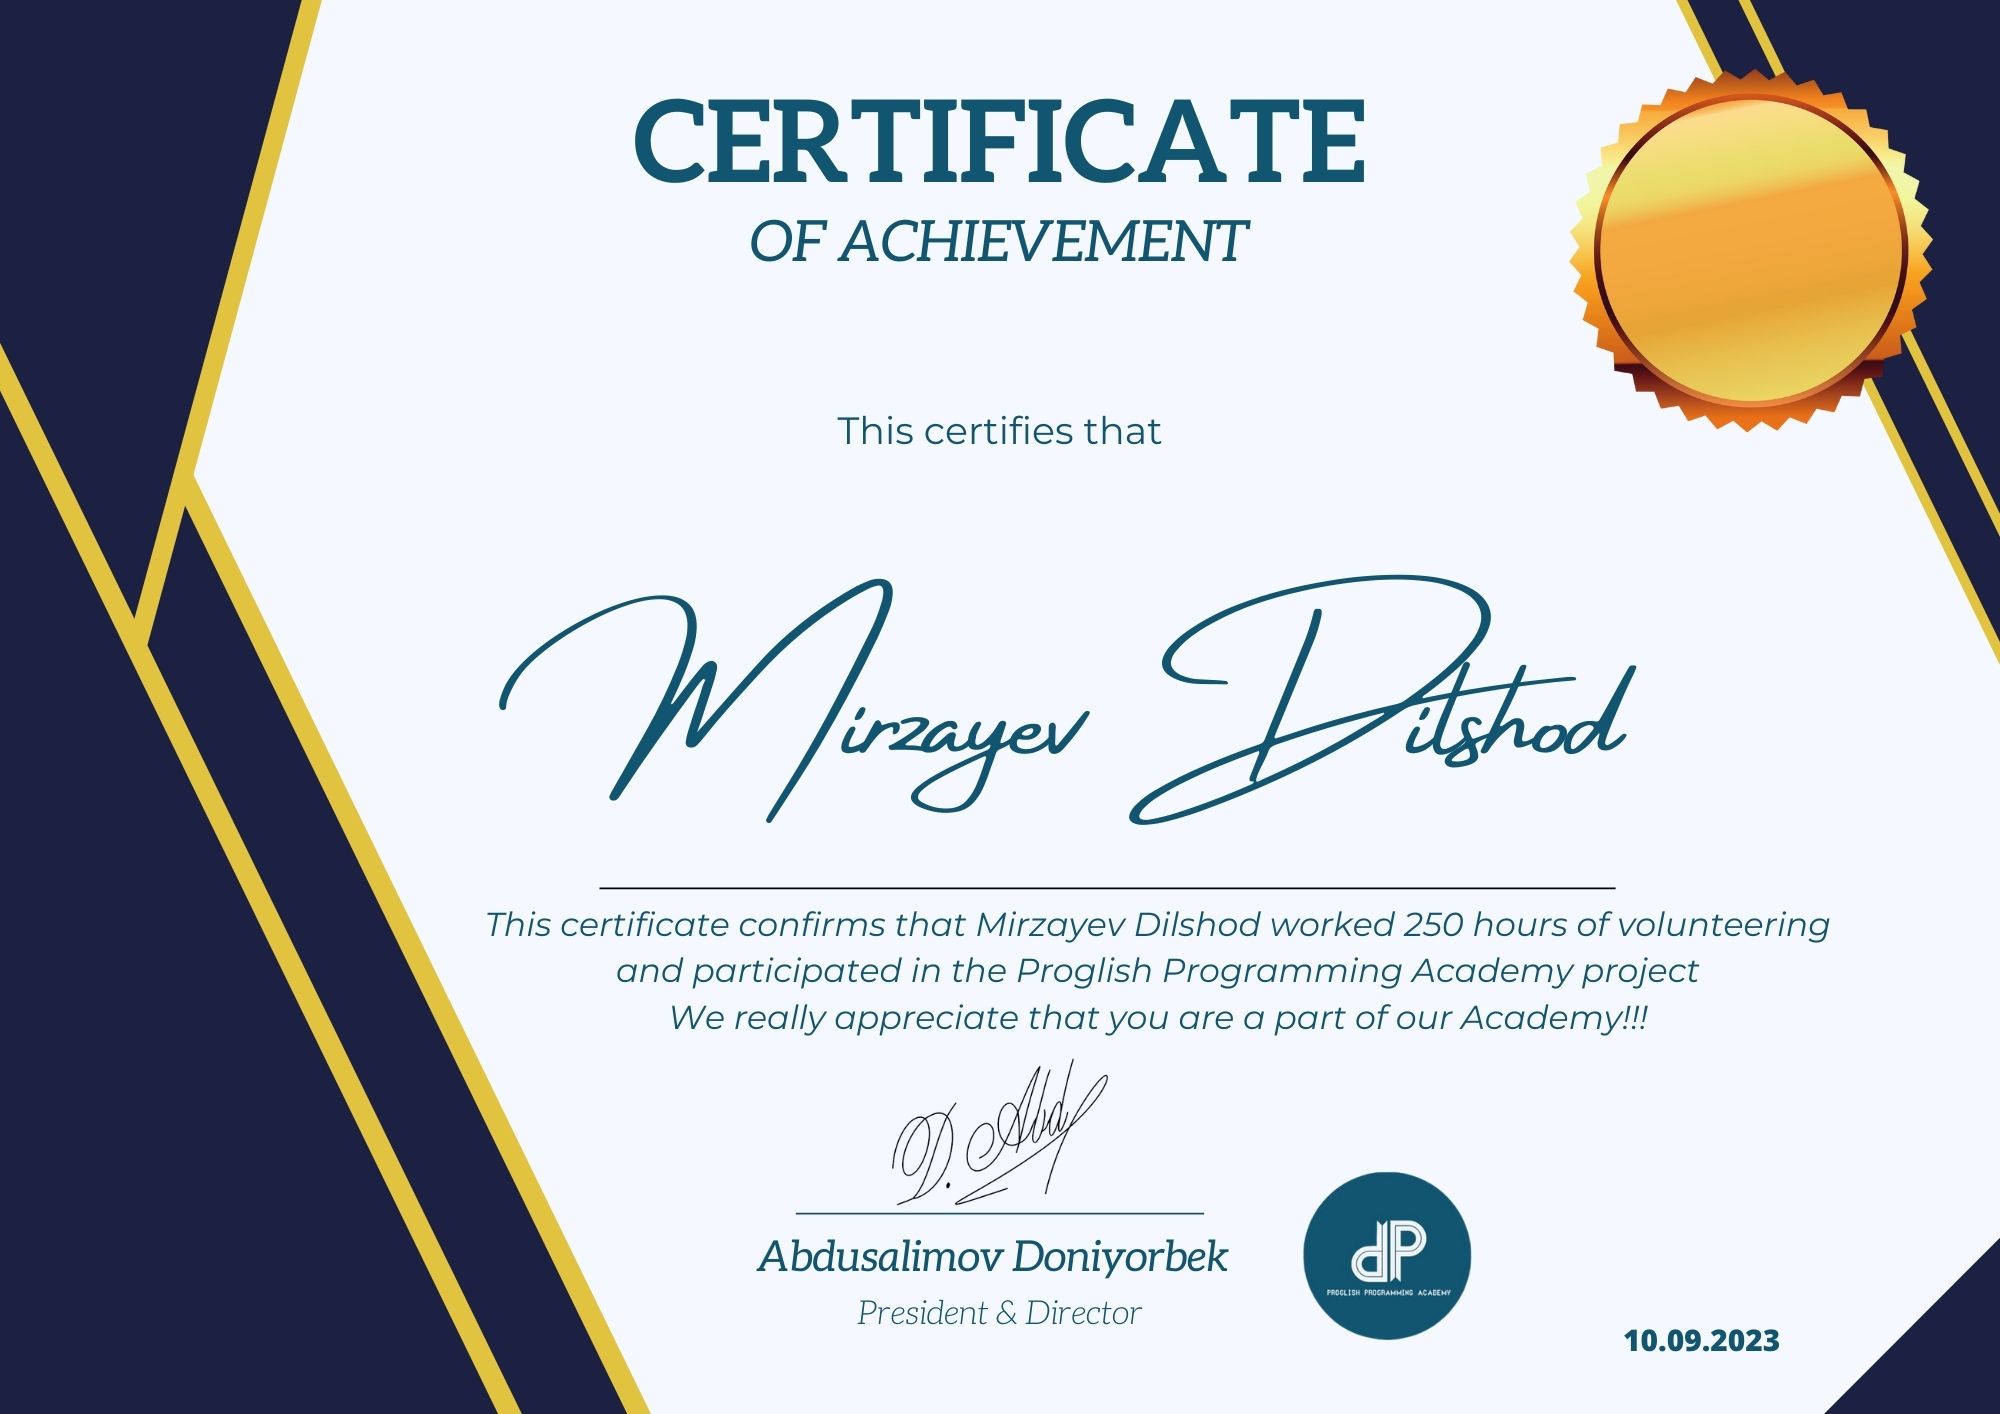 CERTIFICATE
OF ACHIEVEMENT
This certifies that
Mirzayev Dilshod
This certificate confirms that Mirzayev Dilshod worked 250 hours of volunteering
and participated in the Proglish Programming Academy project
We really appreciate that you are a part of our Academy!!!
D. Abd
Abdusalimov Doniyorbek
President & Director
dP
PROGLISH PROGRAMMING ACADEMY
10.09.2023